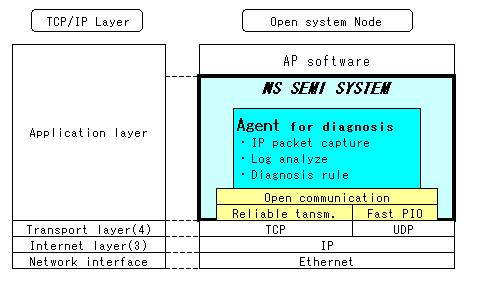 TCP/IP Layer
Open system Node
AP software
NS SEMI SYSTEM
Application layer
Agent for diagnosis
・IP packet capture
・Log analyze
・Diagnosis rule
Open communication
Reliable tansm.
Fast PIO
Transport layer(4)
TCP
UDP
Internet layer(3)
IP
Network interface
Ethernet